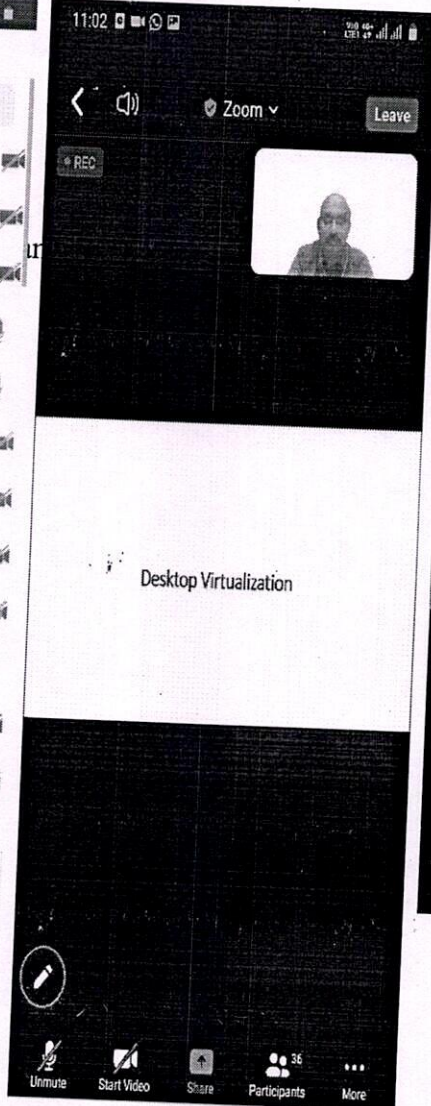 11:02
Zoom
Leave
REC
Desktop Virtualization
36
Unmute
Start Video
Share
Participants
More